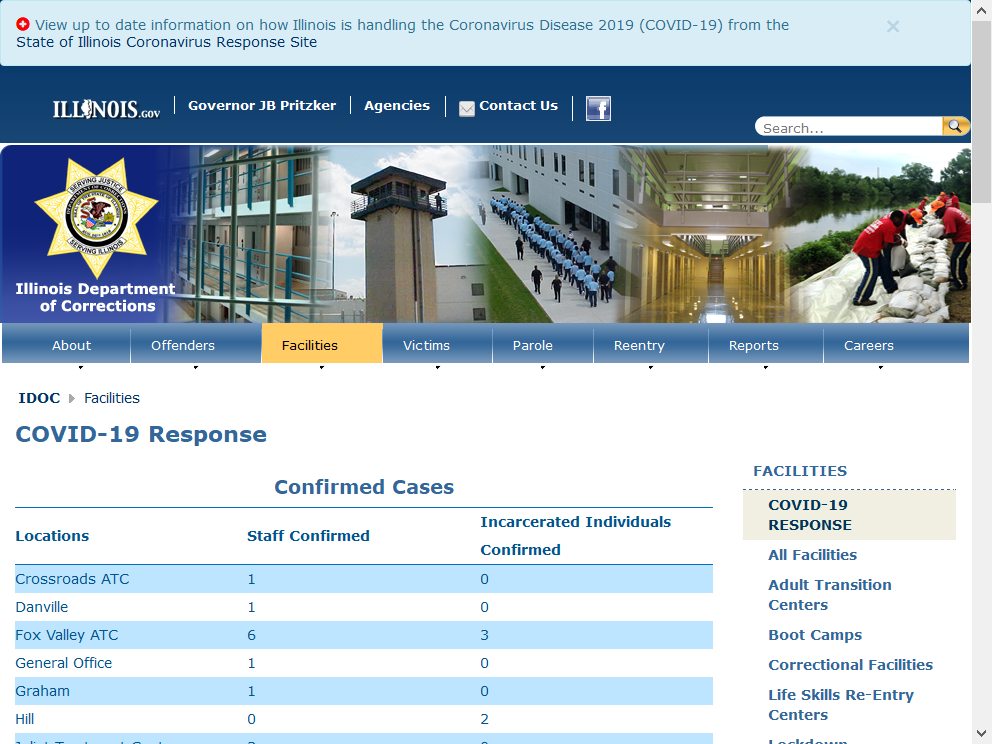 View up to date information on how Illinois is handling the Coronavirus Disease 2019 (COVID-19) from the
State of Illinois Coronavirus Response Site
ILLINOIS.GOV
Governor JB Pritzker
Agencies
Contact Us
Search...
SERVING JUSTICE
SERVING ILLINOIS
Illinois Department
of Corrections
About
Offenders
Facilities
Victims
Parole
Reentry
Reports
Careers
IDOC Facilities
COVID-19 Response
Confirmed Cases
Locations Staff Confirmed Incarcerated Individuals
Confirmed
Crossroads ATC 1 0
Danville 1 0
Fox Valley ATC 6 3
General Office 1 0
Graham 1 0
Hill 0 2
FACILITIES
COVID-19
RESPONSE
All Facilities
Adult Transition
Centers
Boot Camps
Correctional Facilities
Life Skills Re-Entry
Centers